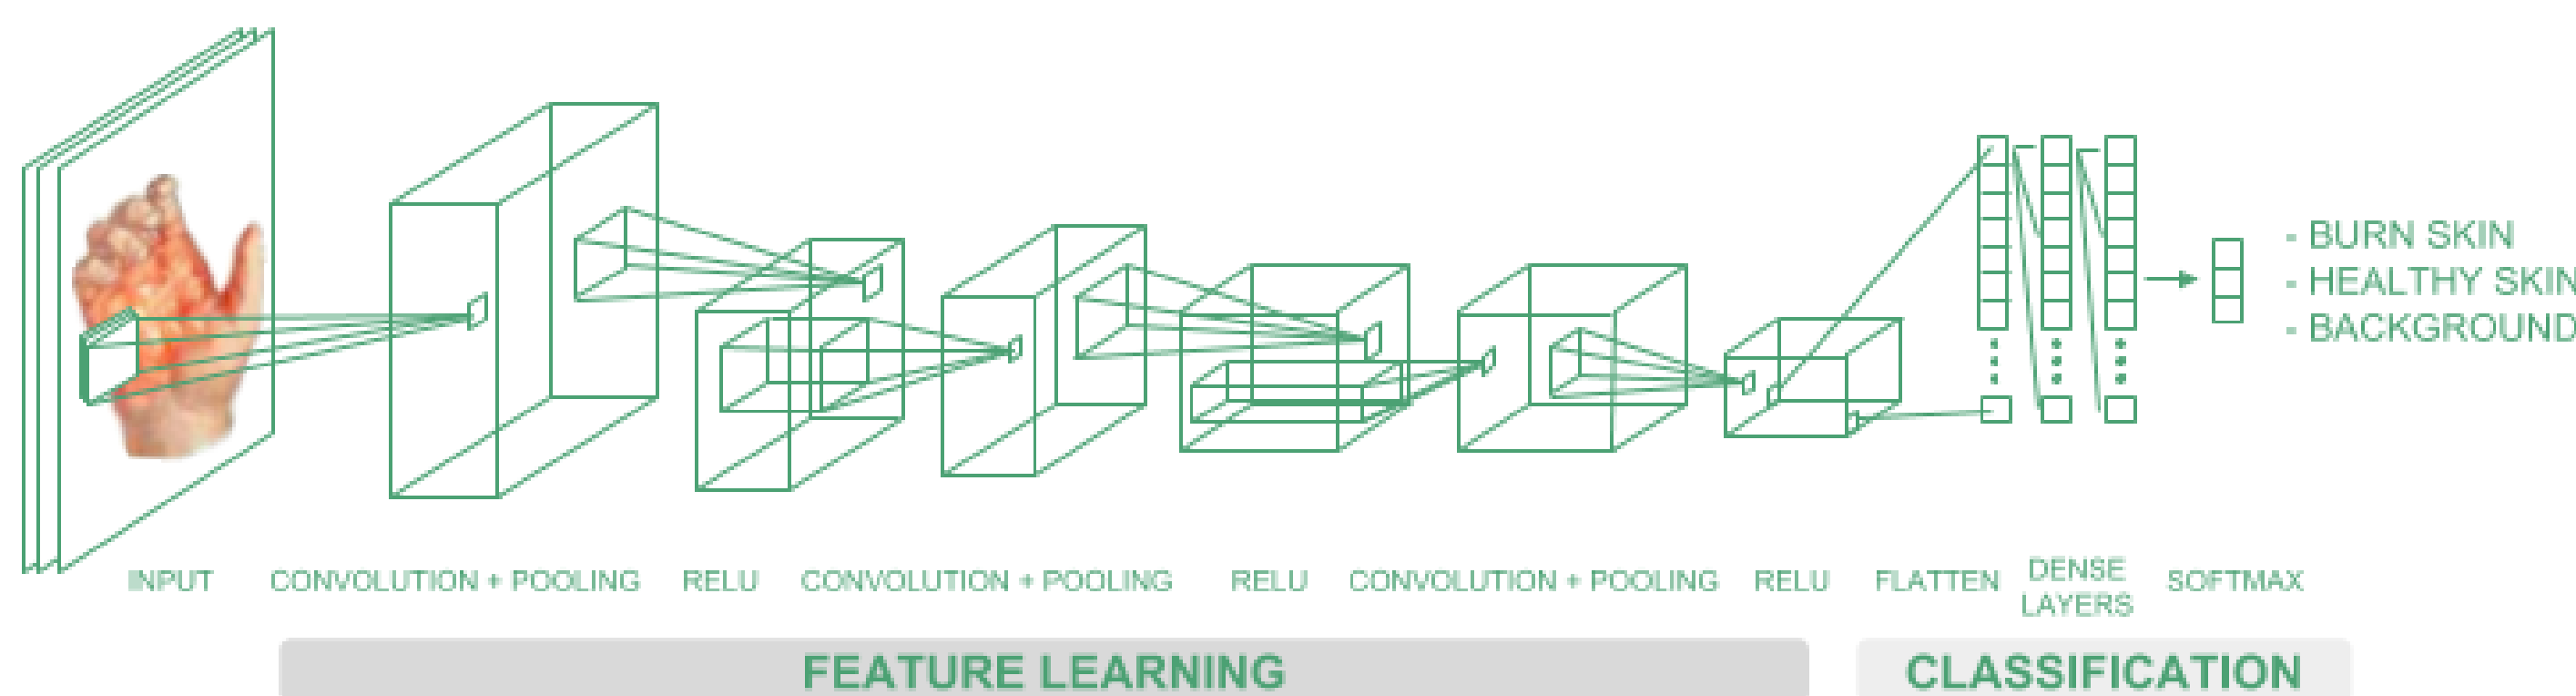 - BURN SKIN
- HEALTHY SKIN
- BACKGROUND
INPUT CONVOLUTION + POOLING RELU CONVOLUTION + POOLING RELU CONVOLUTION + POOLING RELU FLATTEN DENSE LAYERS SOFTMAX
FEATURE LEARNING CLASSIFICATION